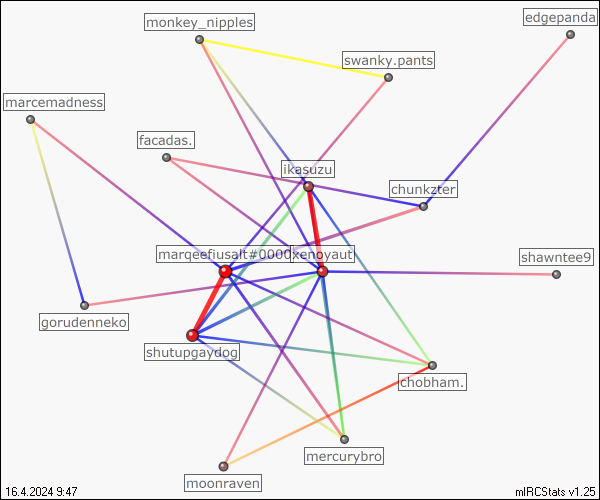 monkey_nipples
edgepanda
swanky.pants
marcemadness
facadas.
ikasuzu
chunkzter
marqeefiusalt#0000
xenoyaut
shawntee9
gorudenneko
shutupgaydog
chobham.
mercurybro
moonraven
16.4.2024 9:47
mIRCStats v1.25